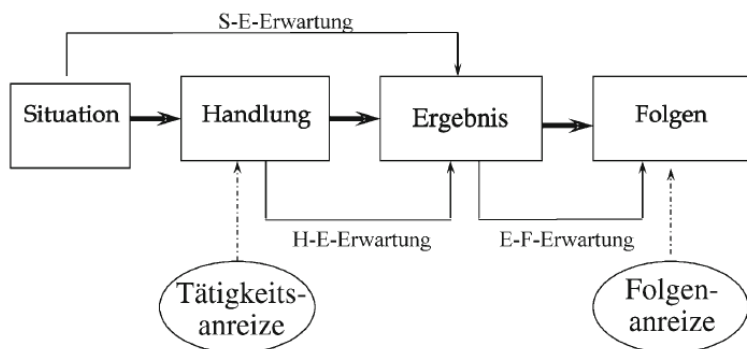 S-E-Erwartung
Situation
Handlung
Ergebnis
Folgen
H-E-Erwartung
E-F-Erwartung
Tätigkeits-
anreize
Folgen-
anreize